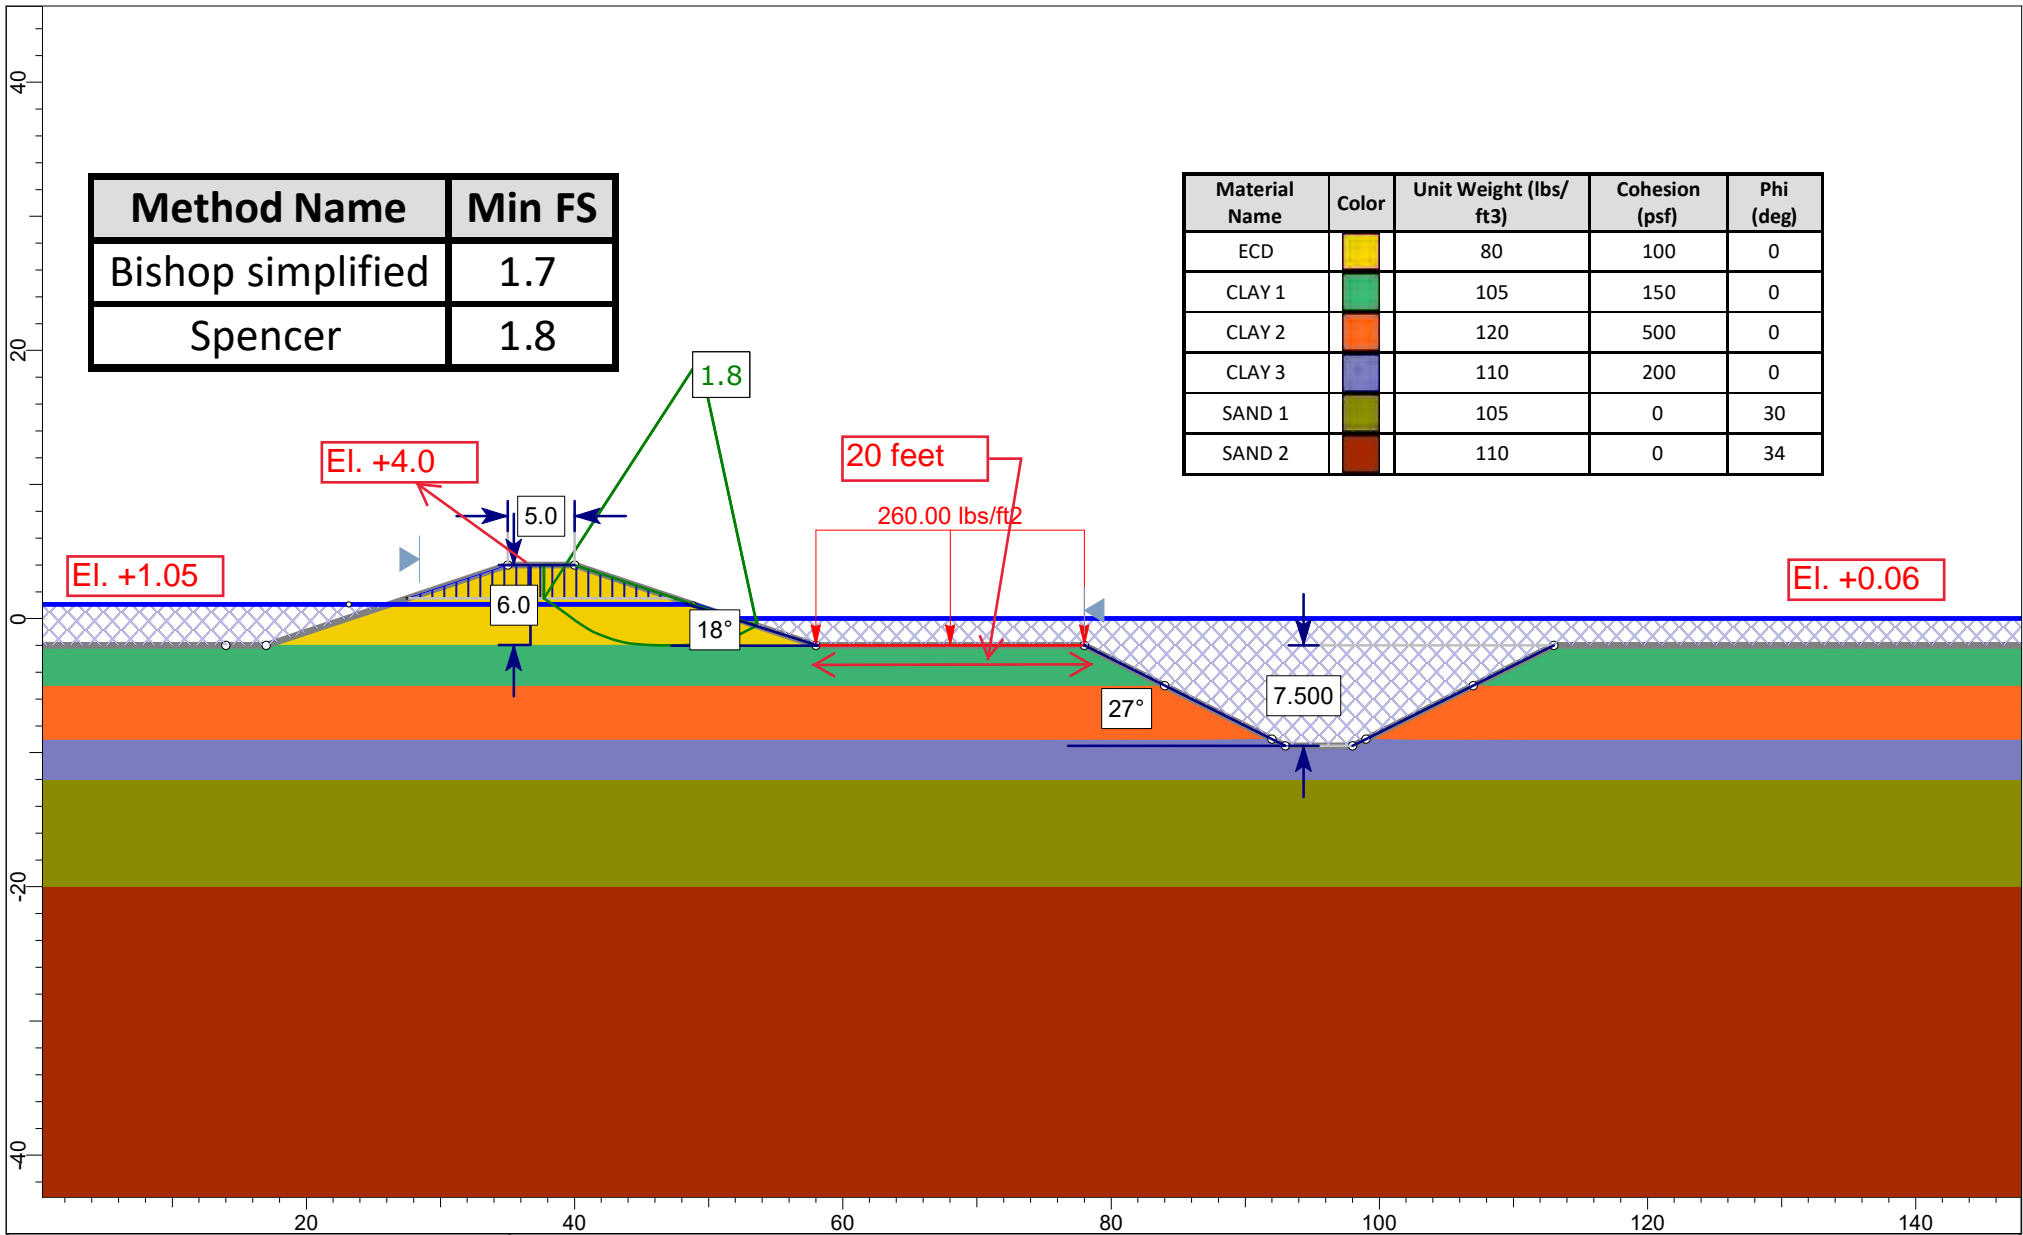 40
20
0
-20
-40
Method Name Min FS
Bishop simplified 1.7
Spencer 1.8
Material Name Color Unit Weight (lbs/ft3) Cohesion (psf) Phi (deg)
ECD 80 100 0
CLAY 1 105 150 0
CLAY 2 120 500 0
CLAY 3 110 200 0
SAND 1 105 0 30
SAND 2 110 0 34
1.8
El. +4.0
20 feet
5.0
260.00 lbs/ft2
El. +1.05
El. +0.06
6.0
18°
27°
7.500
20 40 60 80 100 120 140